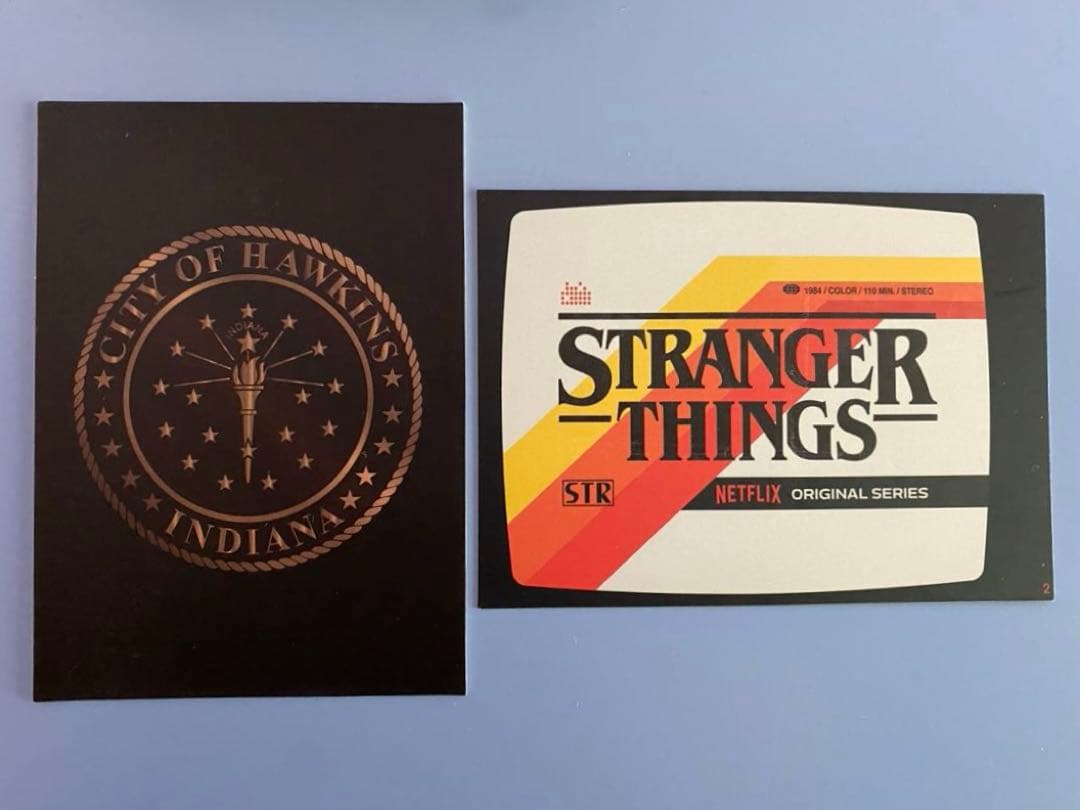 CITY OF HAWKINS
INDIANA
INDIANA
1984 / COLOR / 110 MIN. / STEREO
STRANGER
THINGS
STR
NETFLIX ORIGINAL SERIES
2